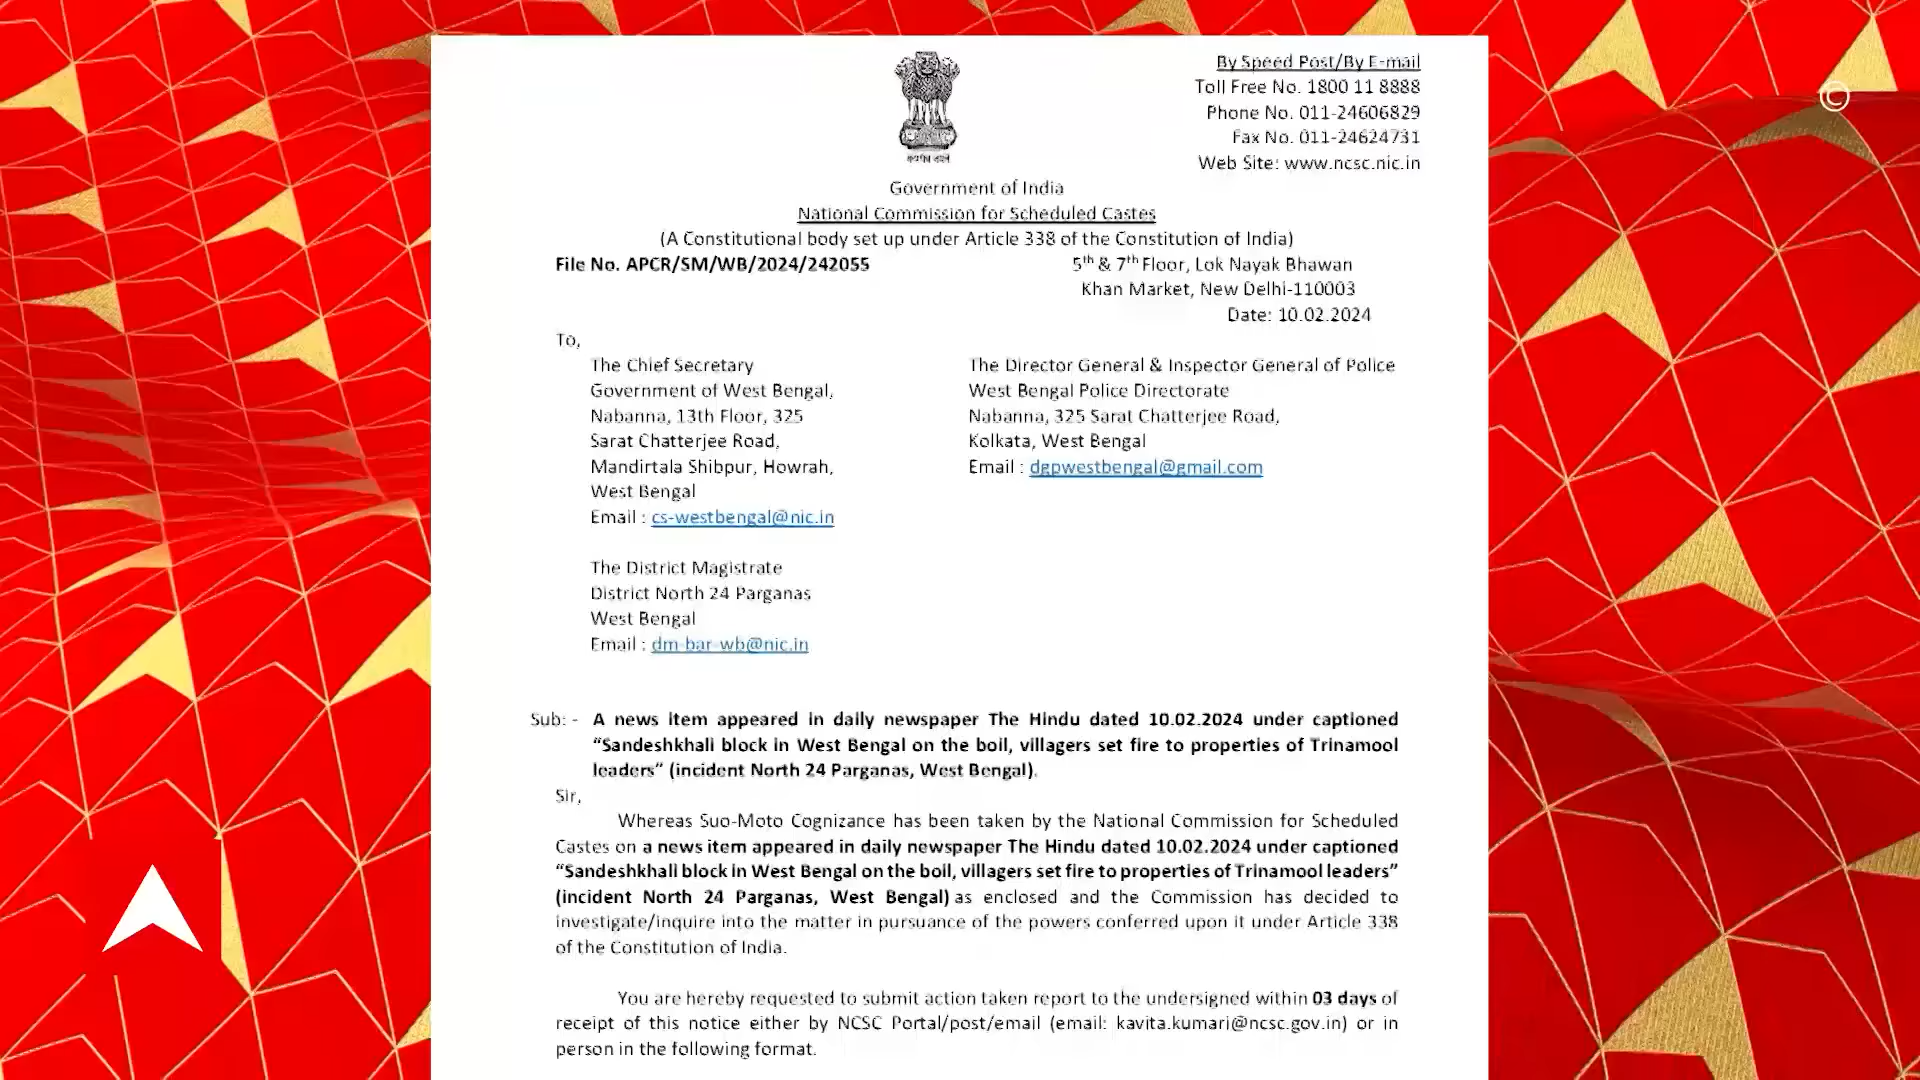 By Speed Post/By E-mail
Toll Free No. 1800 11 8888
Phone No. 011-24606829
Fax No. 011-24624731
Web Site: www.ncsc.nic.in
सत्यमेव जयते
Government of India
National Commission for Scheduled Castes
(A Constitutional body set up under Article 338 of the Constitution of India)
File No. APCR/SM/WB/2024/242055
5th & 7th Floor, Lok Nayak Bhawan
Khan Market, New Delhi-110003
Date: 10.02.2024
To,
The Chief Secretary
Government of West Bengal,
Nabanna, 13th Floor, 325
Sarat Chatterjee Road,
Mandirtala Shibpur, Howrah,
West Bengal
Email : cs-westbengal@nic.in
The Director General & Inspector General of Police
West Bengal Police Directorate
Nabanna, 325 Sarat Chatterjee Road,
Kolkata, West Bengal
Email : dgpwestbengal@gmail.com
The District Magistrate
District North 24 Parganas
West Bengal
Email : dm-bar-wb@nic.in
Sub: - A news item appeared in daily newspaper The Hindu dated 10.02.2024 under captioned
“Sandeshkhali block in West Bengal on the boil, villagers set fire to properties of Trinamool
leaders” (incident North 24 Parganas, West Bengal).
Sir,
Whereas Suo-Moto Cognizance has been taken by the National Commission for Scheduled
Castes on a news item appeared in daily newspaper The Hindu dated 10.02.2024 under captioned
“Sandeshkhali block in West Bengal on the boil, villagers set fire to properties of Trinamool leaders”
(incident North 24 Parganas, West Bengal) as enclosed and the Commission has decided to
investigate/inquire into the matter in pursuance of the powers conferred upon it under Article 338
of the Constitution of India.
You are hereby requested to submit action taken report to the undersigned within 03 days of
receipt of this notice either by NCSC Portal/post/email (email: kavita.kumari@ncsc.gov.in) or in
person in the following format.
©